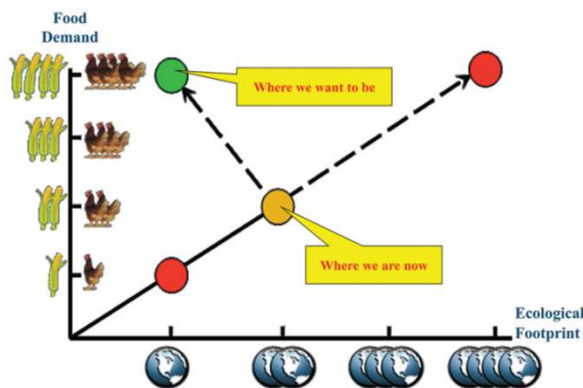 Food
Demand
Where we want to be
Where we are now
Ecological
Footprint